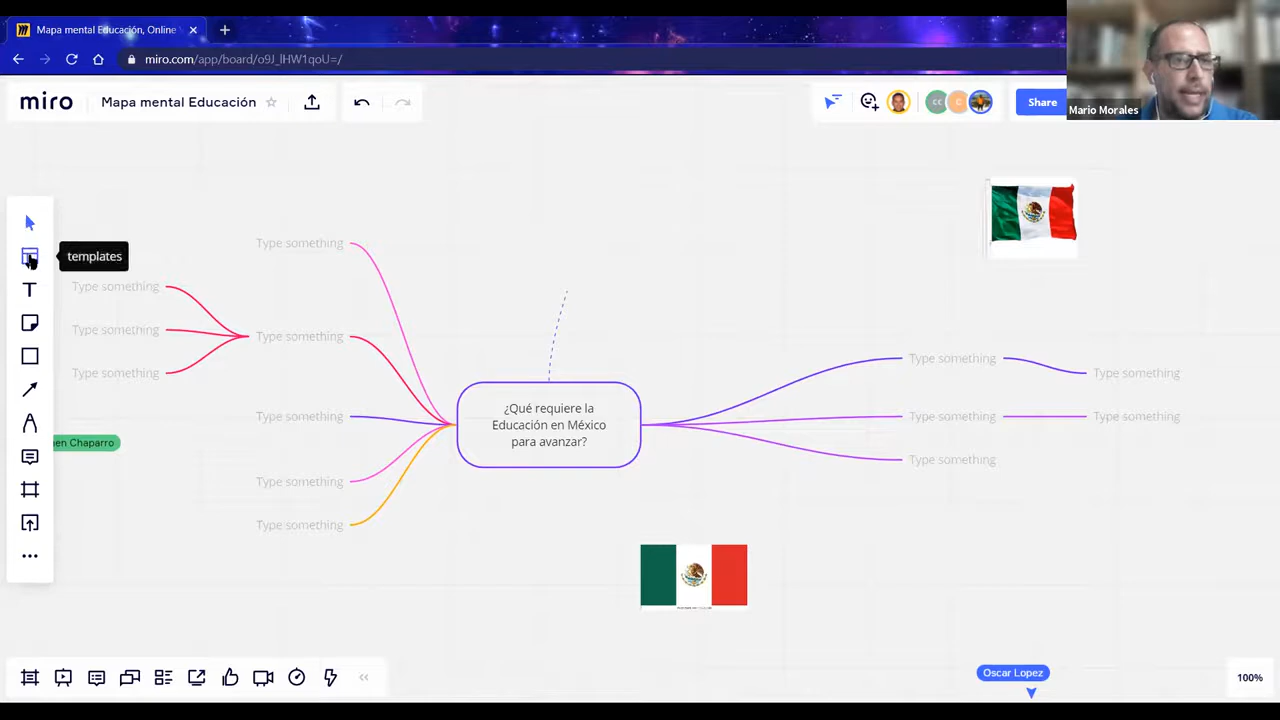 Mapa mental Educación, Online
miro.com/app/board/o9J_lHW1qoU=/
miro
Mapa mental Educación
CC
C
Share
Mario Morales
templates
Type something
Type something
Type something
Type something
Type something
Type something
Type something
Type something
¿Qué requiere la
Educación en México
para avanzar?
Type something
Type something
Type something
Type something
Type something
en Chaparro
Oscar Lopez
100%